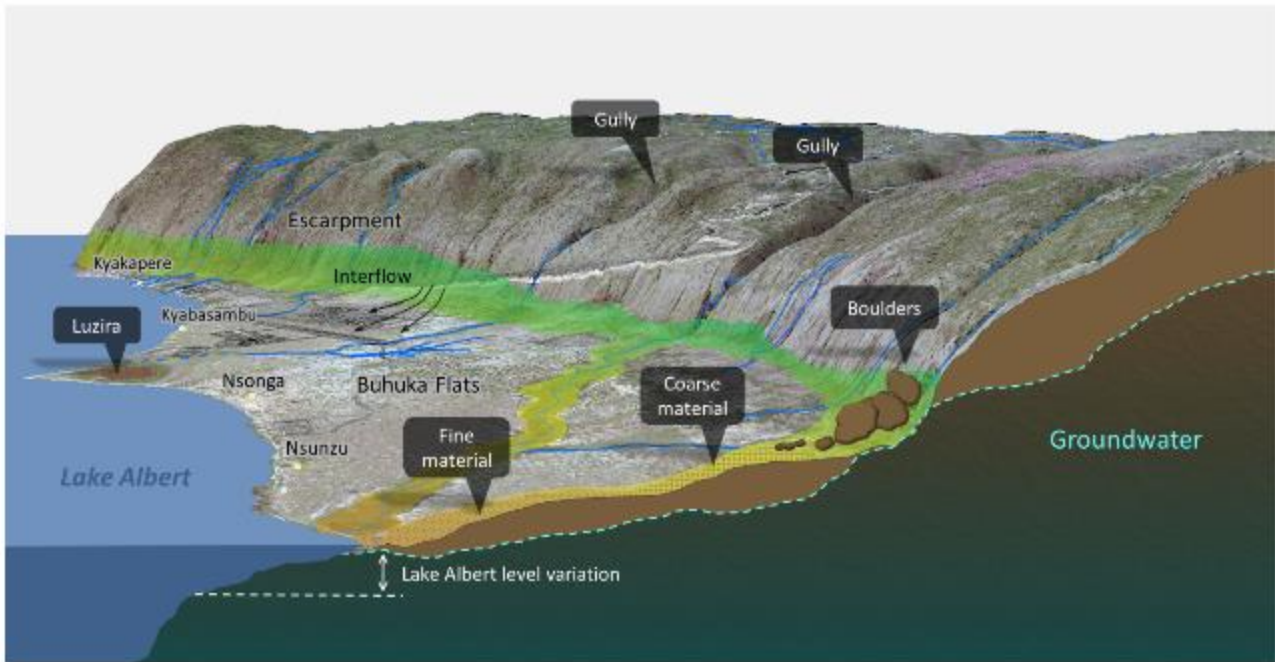 Gully
Gully
Escarpment
Kyakapere
Interflow
Kyabasambu
Luzira
Boulders
Nsonga
Buhuka Flats
Coarse
material
Fine
material
Nsunzu
Groundwater
Lake Albert
Lake Albert level variation